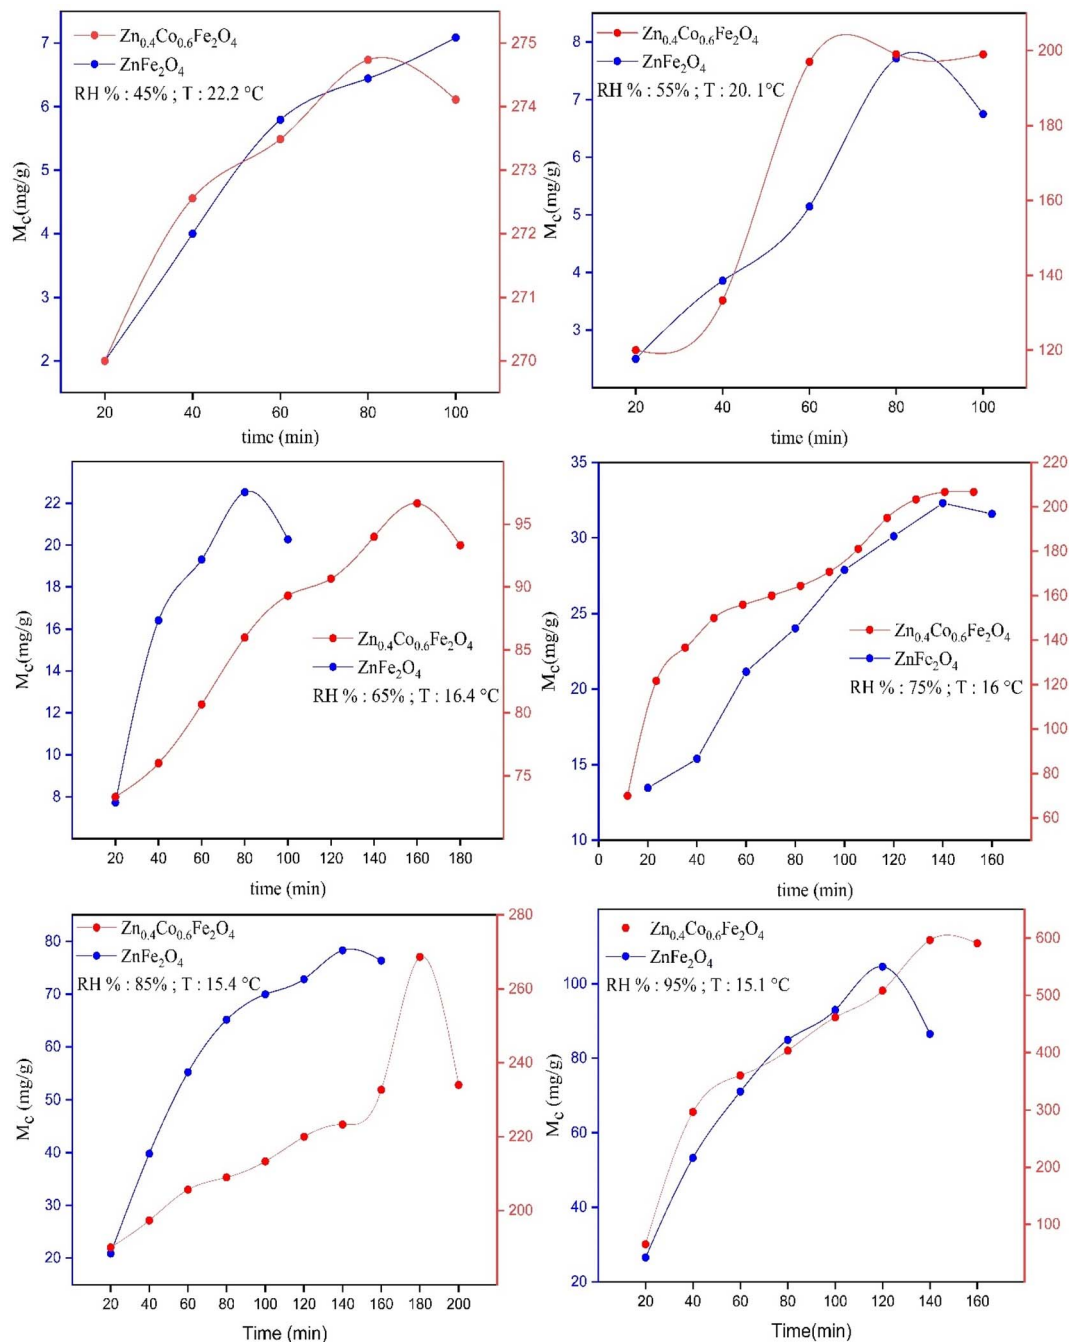 Zn0.4Co0.6Fe2O4
ZnFe2O4
RH % : 45% ; T : 22.2 °C
7
6
5
4
3
2
Mc(mg/g)
275
274
273
272
271
270
20 40 60 80 100
time (min)
Zn0.4Co0.6Fe2O4
ZnFe2O4
RH % : 55% ; T : 20. 1°C
8
7
6
5
4
3
Mc(mg/g)
200
180
160
140
120
20 40 60 80 100
time (min)
22
20
18
16
14
12
10
8
Mc(mg/g)
95
90
85
80
75
Zn0.4Co0.6Fe2O4
ZnFe2O4
RH % : 65% ; T : 16.4 °C
20 40 60 80 100 120 140 160 180
time (min)
35
30
25
20
15
10
Mc(mg/g)
220
200
180
160
140
120
100
80
60
Zn0.4Co0.6Fe2O4
ZnFe2O4
RH % : 75% ; T : 16 °C
0 20 40 60 80 100 120 140 160
time (min)
Zn0.4Co0.6Fe2O4
ZnFe2O4
RH % : 85% ; T : 15.4 °C
80
70
60
50
40
30
20
Mc (mg/g)
280
260
240
220
200
20 40 60 80 100 120 140 160 180 200
Time (min)
Zn0.4Co0.6Fe2O4
ZnFe2O4
RH % : 95% ; T : 15.1 °C
100
80
60
40
20
Mc (mg/g)
600
500
400
300
200
100
20 40 60 80 100 120 140 160
Time(min)